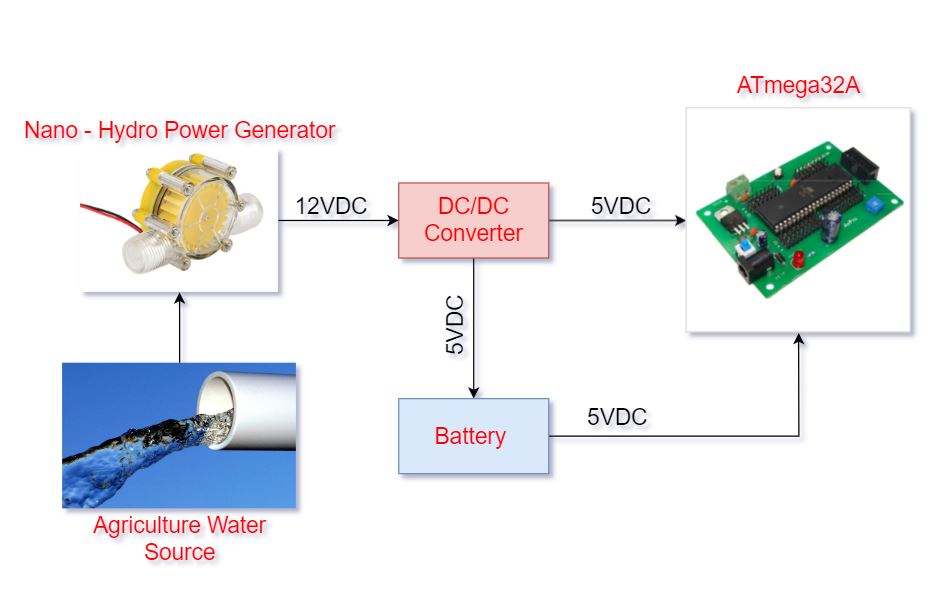 ATmega32A
Nano - Hydro Power Generator
12VDC
DC/DC
Converter
5VDC
5VDC
Battery
5VDC
Agriculture Water
Source